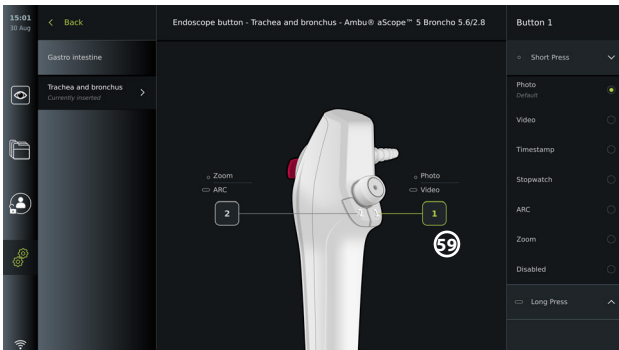 15:01
30 Aug
Back
Endoscope button - Trachea and bronchus - Ambu® aScope™ 5 Broncho 5.6/2.8
Button 1
Gastro intestine
Trachea and bronchus
Currently inserted
Zoom
ARC
2
Photo
Video
1
2
1
59
Short Press
Photo
Default
Video
Timestamp
Stopwatch
ARC
Zoom
Disabled
Long Press